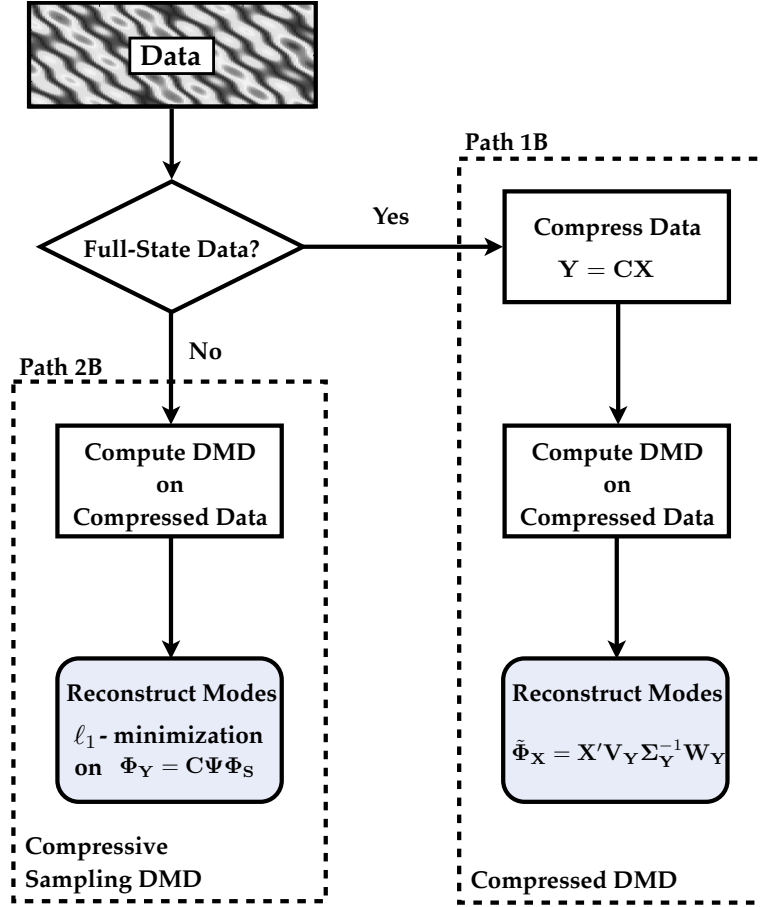 Data
Full-State Data?
Yes
No
Path 1B
Compress Data
Y = CX
Compute DMD
on
Compressed Data
Reconstruct Modes
Φ̃_X = X′V_YΣ_Y^{-1}W_Y
Compressed DMD
Path 2B
Compute DMD
on
Compressed Data
Reconstruct Modes
ℓ₁- minimization
on Φ_Y = CΨΦ_S
Compressive
Sampling DMD